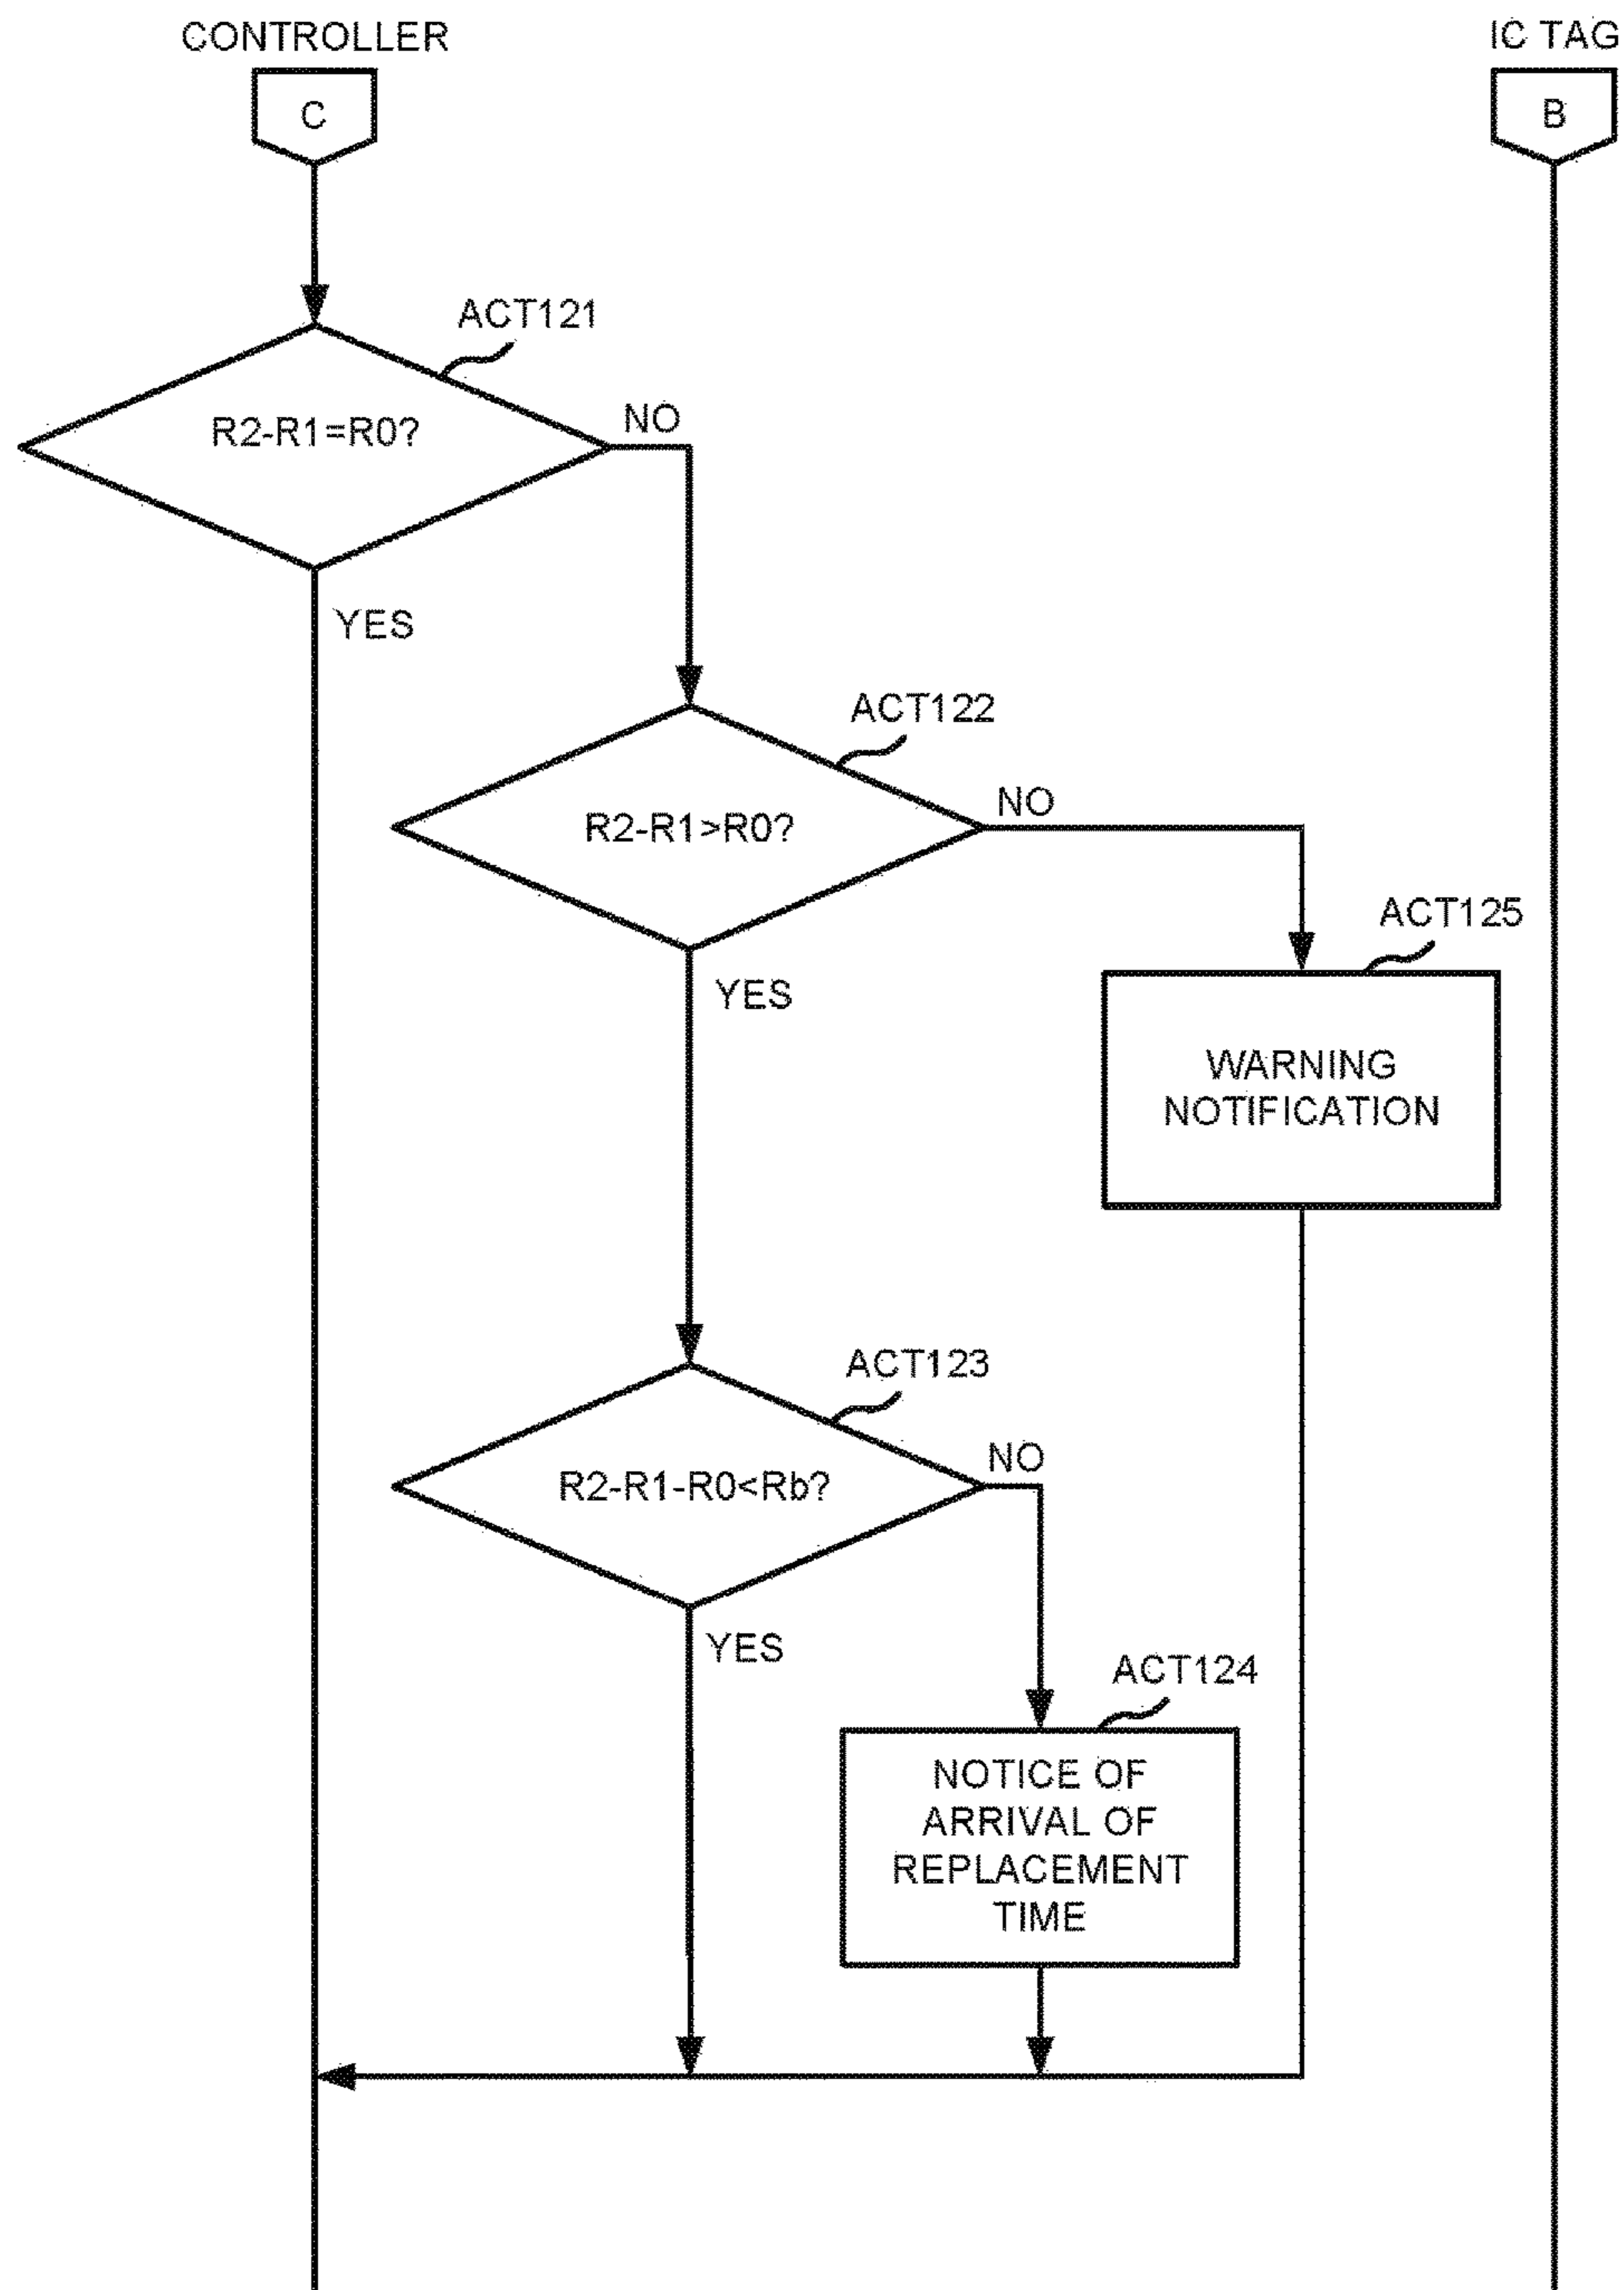 CONTROLLER
IC TAG
C
B
ACT121
R2-R1=R0?
NO
YES
ACT122
R2-R1>R0?
NO
YES
ACT125
WARNING
NOTIFICATION
ACT123
R2-R1-R0<Rb?
NO
YES
ACT124
NOTICE OF
ARRIVAL OF
REPLACEMENT
TIME